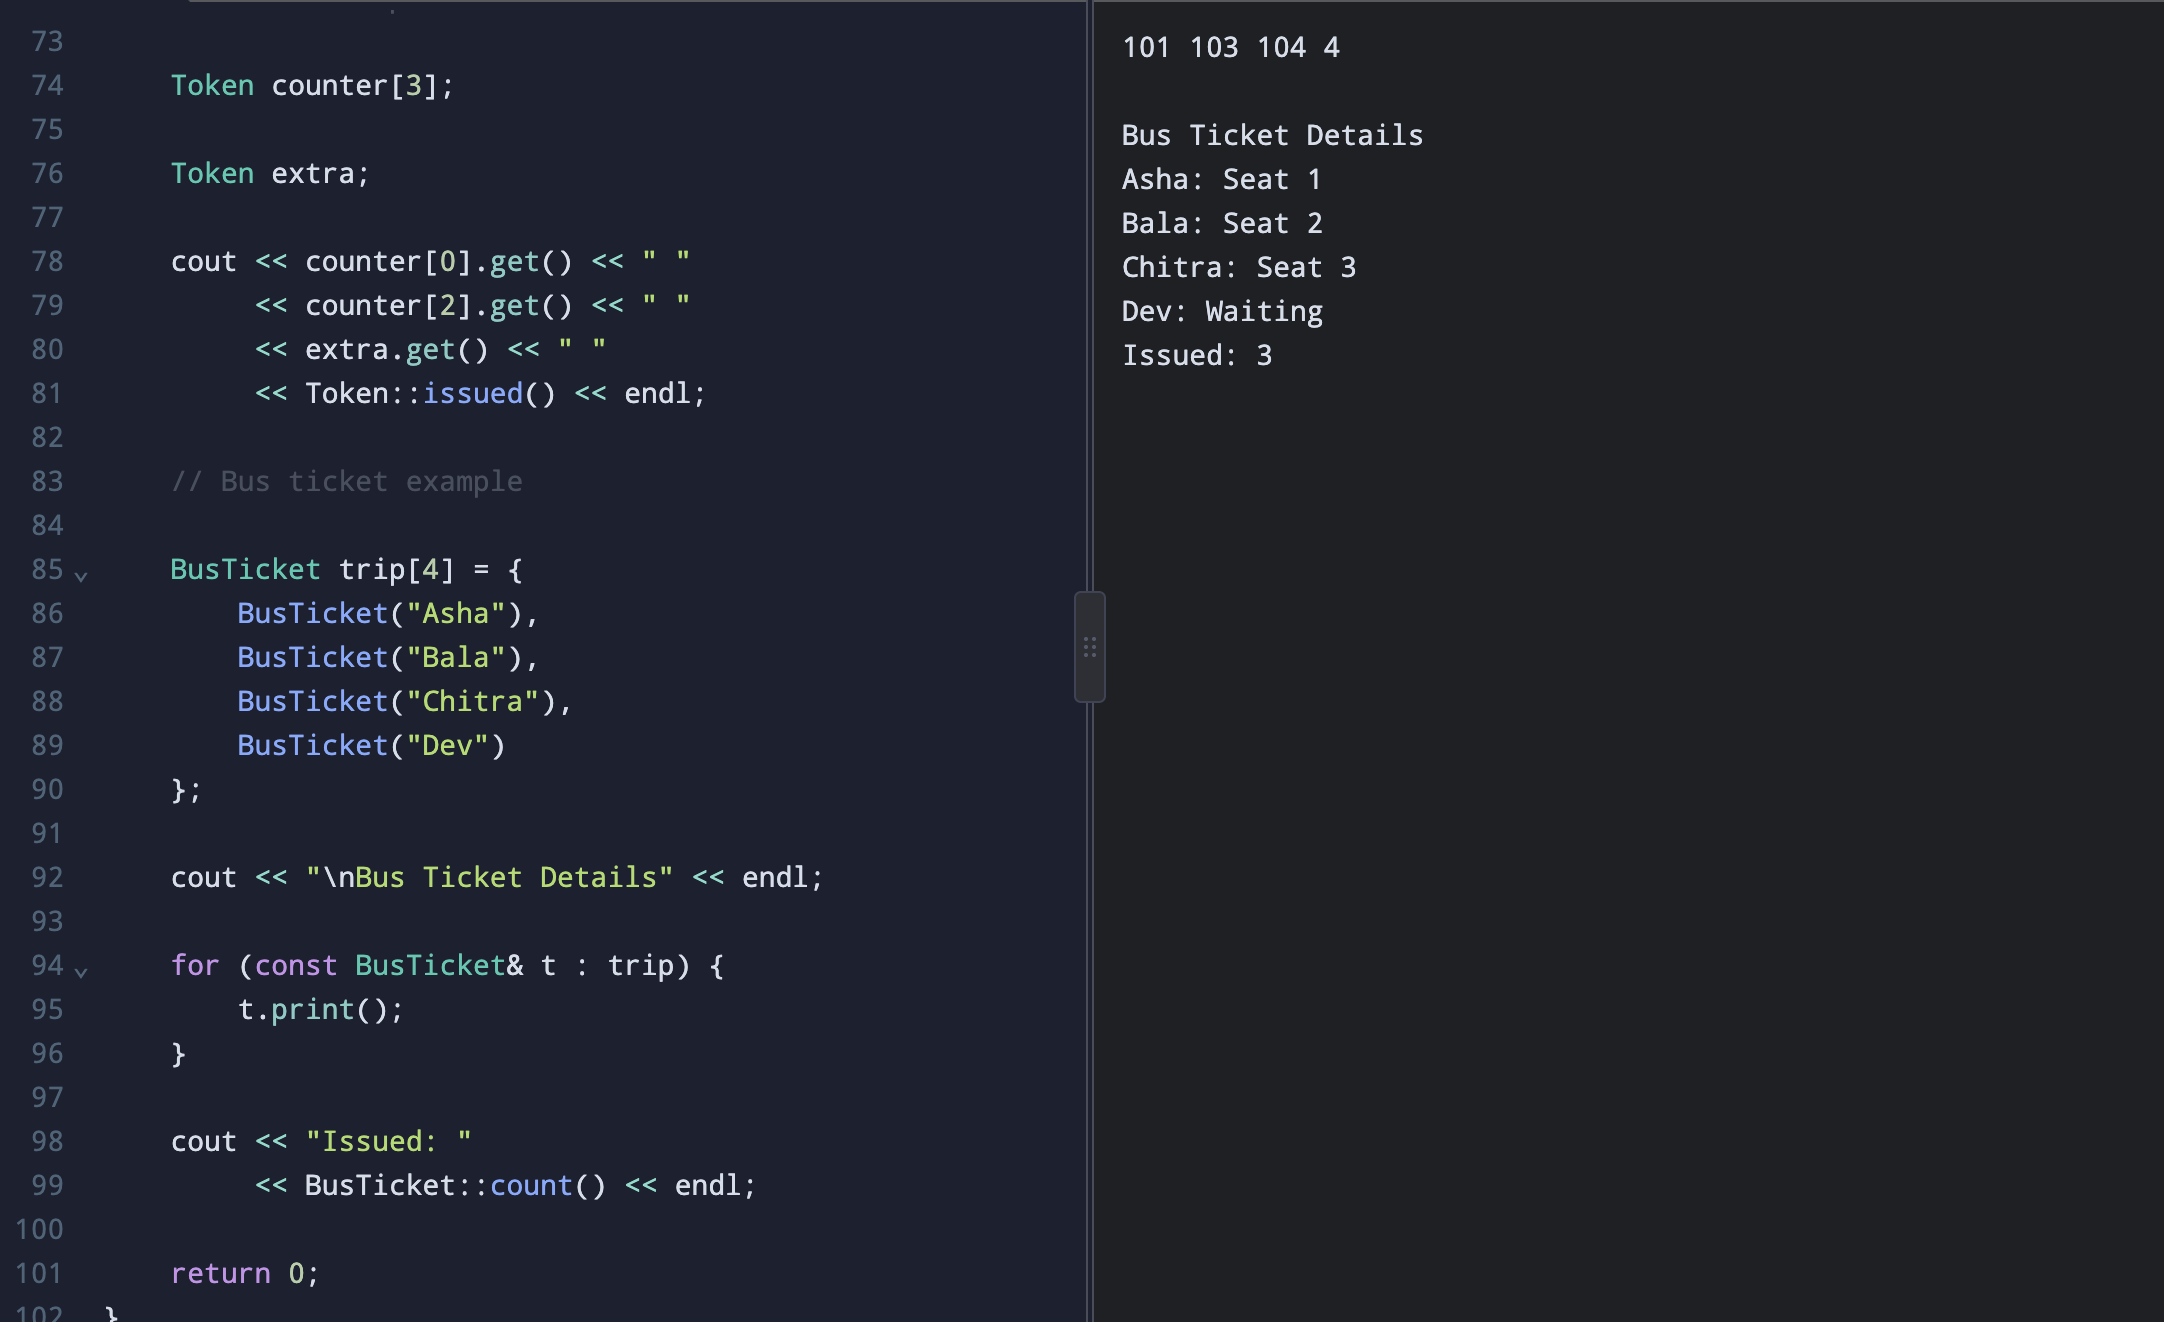 73
74 Token counter[3];
75
76 Token extra;
77
78 cout << counter[0].get() << " "
79 << counter[2].get() << " "
80 << extra.get() << " "
81 << Token::issued() << endl;
82
83 // Bus ticket example
84
85 BusTicket trip[4] = {
86 BusTicket("Asha"),
87 BusTicket("Bala"),
88 BusTicket("Chitra"),
89 BusTicket("Dev")
90 };
91
92 cout << "\nBus Ticket Details" << endl;
93
94 for (const BusTicket& t : trip) {
95 t.print();
96 }
97
98 cout << "Issued: "
99 << BusTicket::count() << endl;
100
101 return 0;
102 }
101 103 104 4

Bus Ticket Details
Asha: Seat 1
Bala: Seat 2
Chitra: Seat 3
Dev: Waiting
Issued: 3